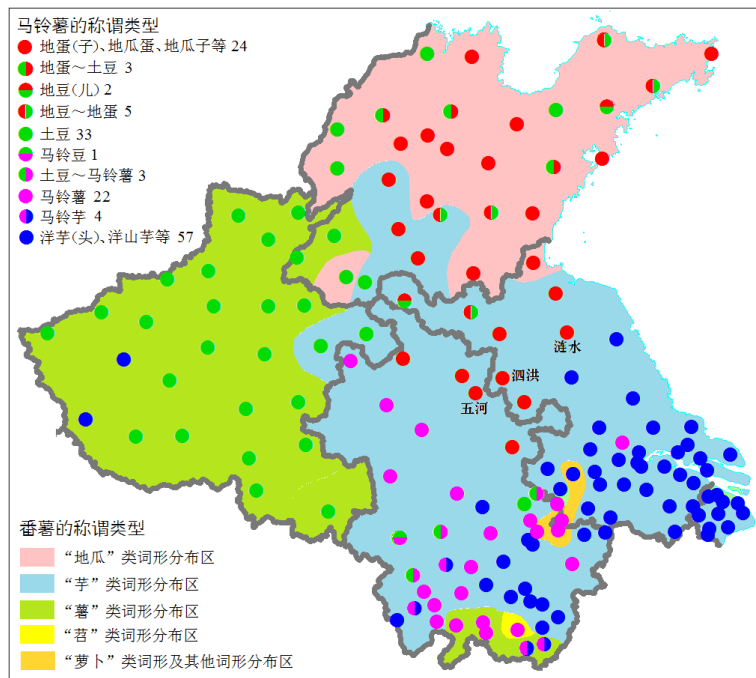 马铃薯的称谓类型
地蛋(子)、地瓜蛋、地瓜子等 24
地蛋～土豆 3
地豆(儿) 2
地豆～地蛋 5
土豆 33
马铃豆 1
土豆～马铃薯 3
马铃薯 22
马铃芋 4
洋芋(头)、洋山芋等 57
涟水
泗洪
五河
番薯的称谓类型
“地瓜”类词形分布区
“芋”类词形分布区
“薯”类词形分布区
“苕”类词形分布区
“萝卜”类词形及其他词形分布区